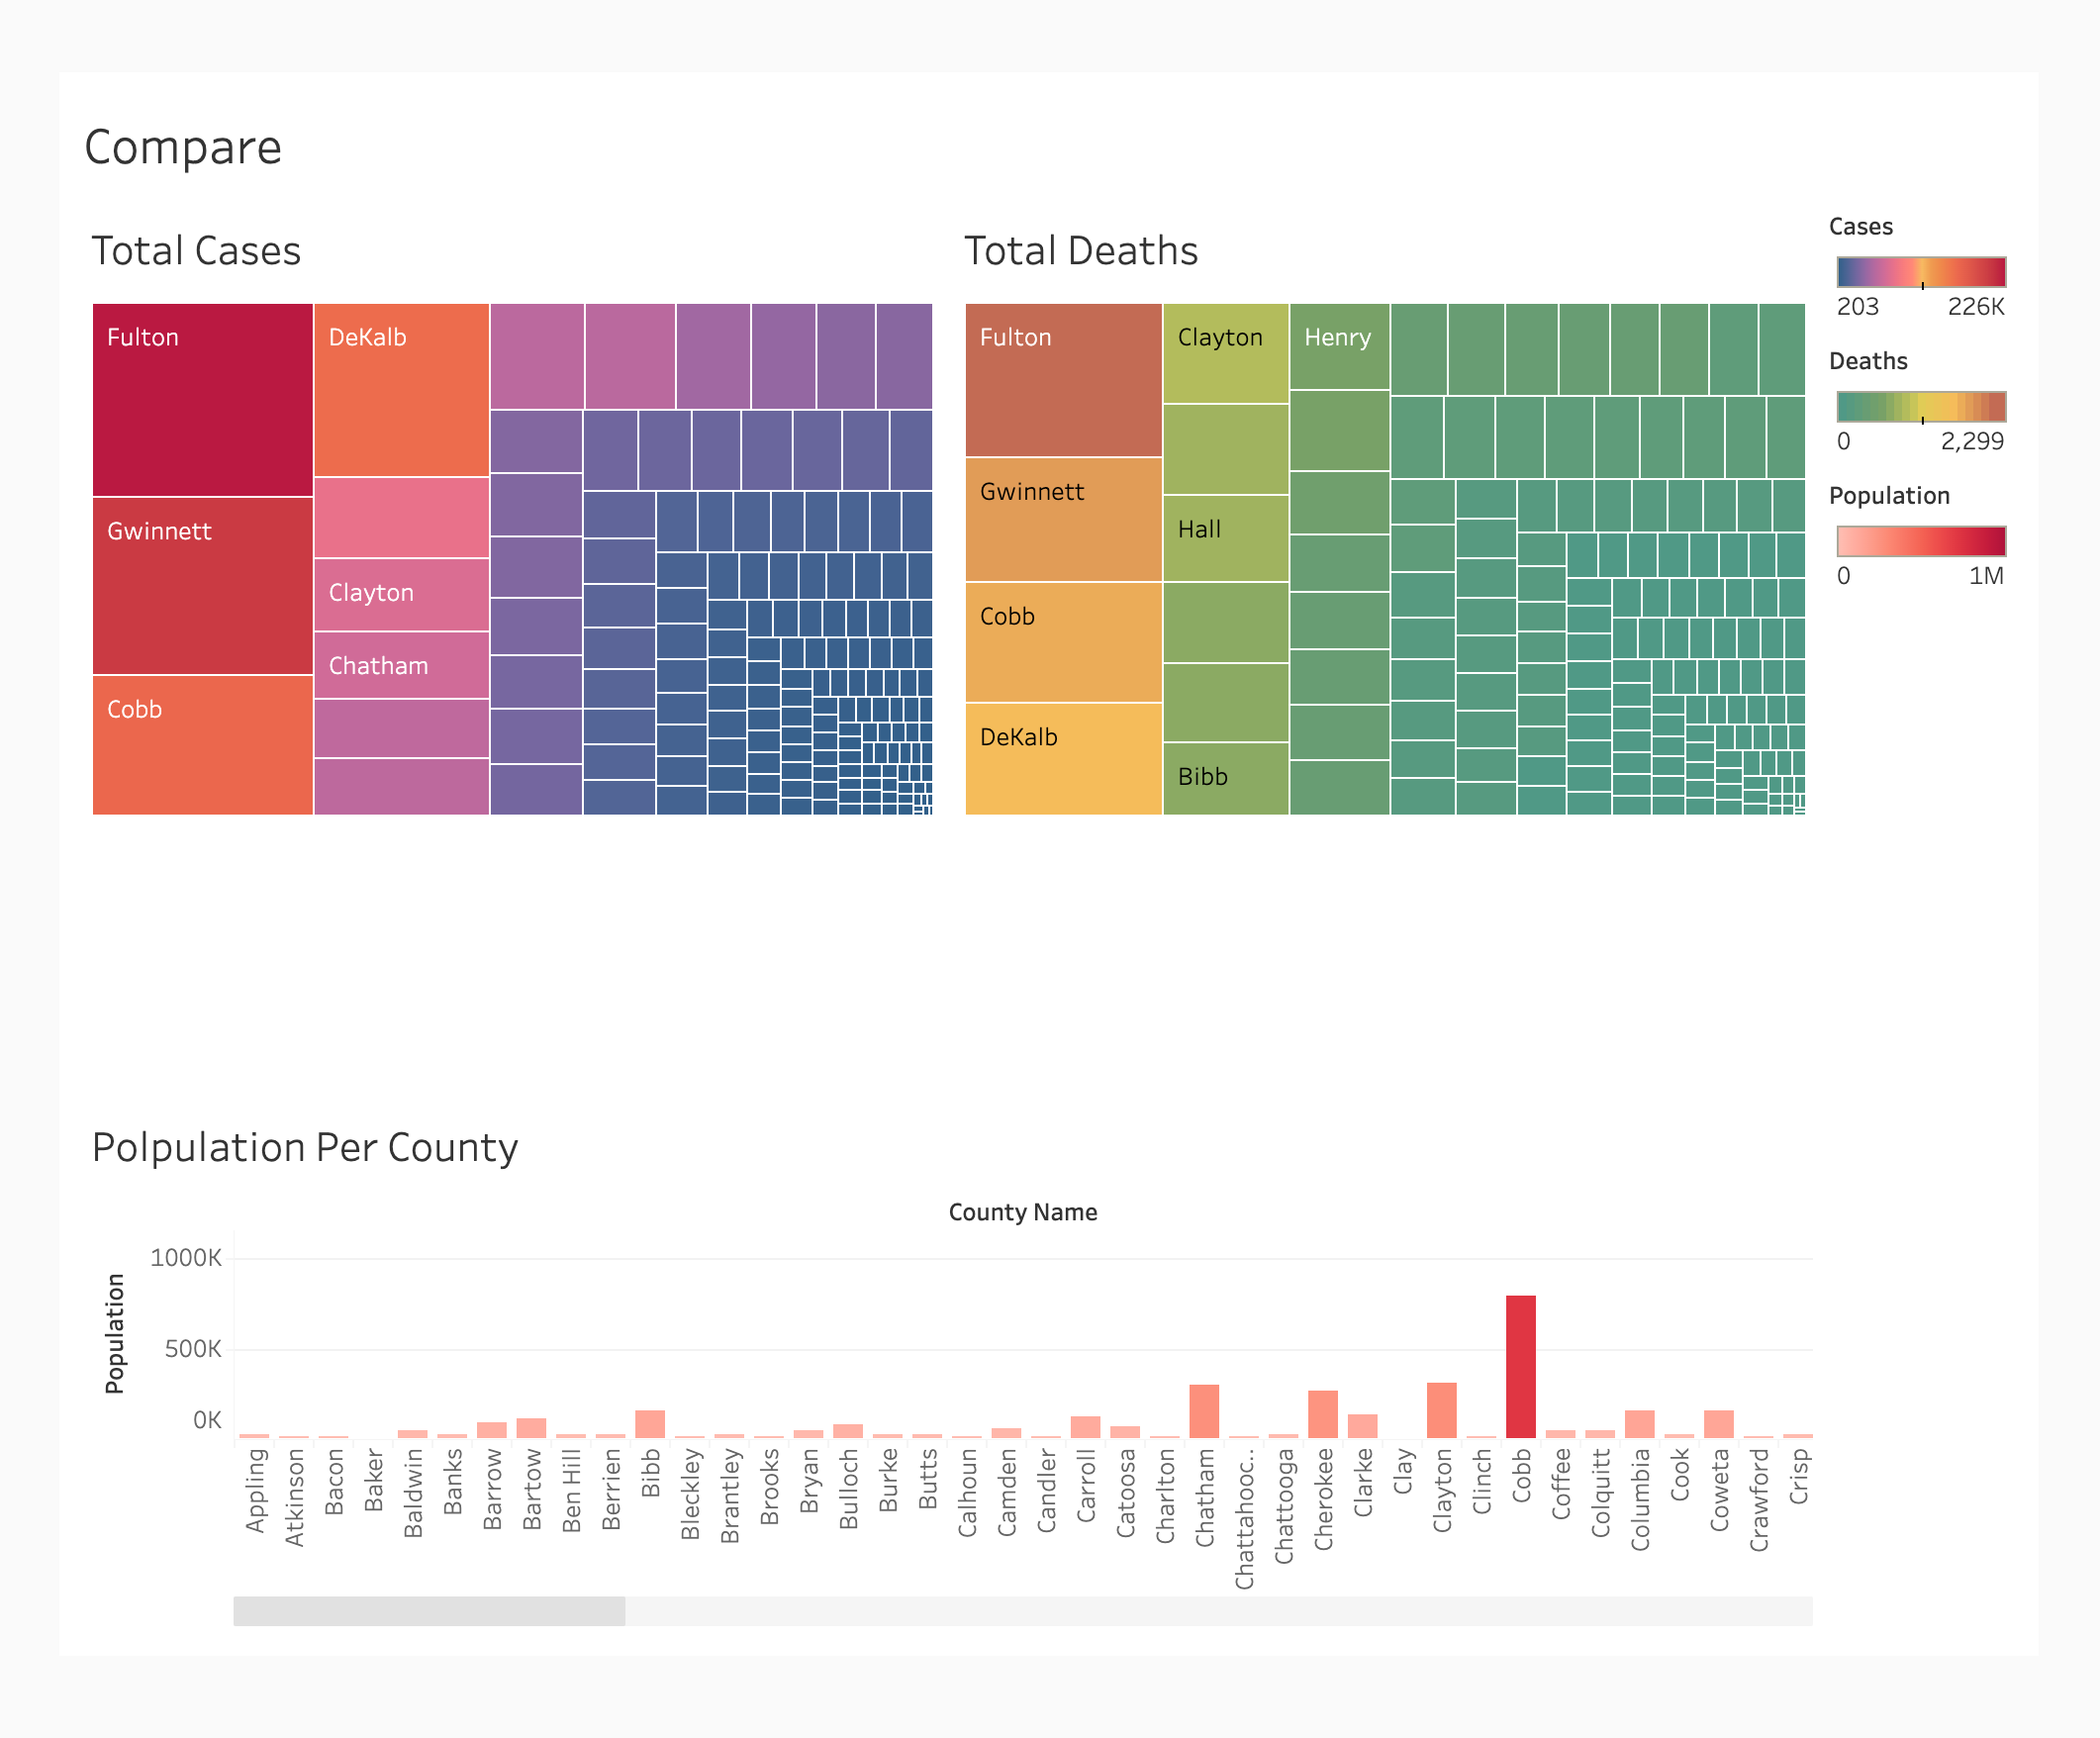 Compare
Total Cases
Total Deaths
Fulton
Gwinnett
Cobb
DeKalb
Clayton
Chatham
Fulton
Gwinnett
Cobb
DeKalb
Clayton
Hall
Bibb
Henry
Cases
203 226K
Deaths
0 2,299
Population
0 1M
Polpulation Per County
County Name
Population
1000K
500K
0K
Appling
Atkinson
Bacon
Baker
Baldwin
Banks
Barrow
Bartow
Ben Hill
Berrien
Bibb
Bleckley
Brantley
Brooks
Bryan
Bulloch
Burke
Butts
Calhoun
Camden
Candler
Carroll
Catoosa
Charlton
Chatham
Chattahooc..
Chattooga
Cherokee
Clarke
Clay
Clayton
Clinch
Cobb
Coffee
Colquitt
Columbia
Cook
Coweta
Crawford
Crisp